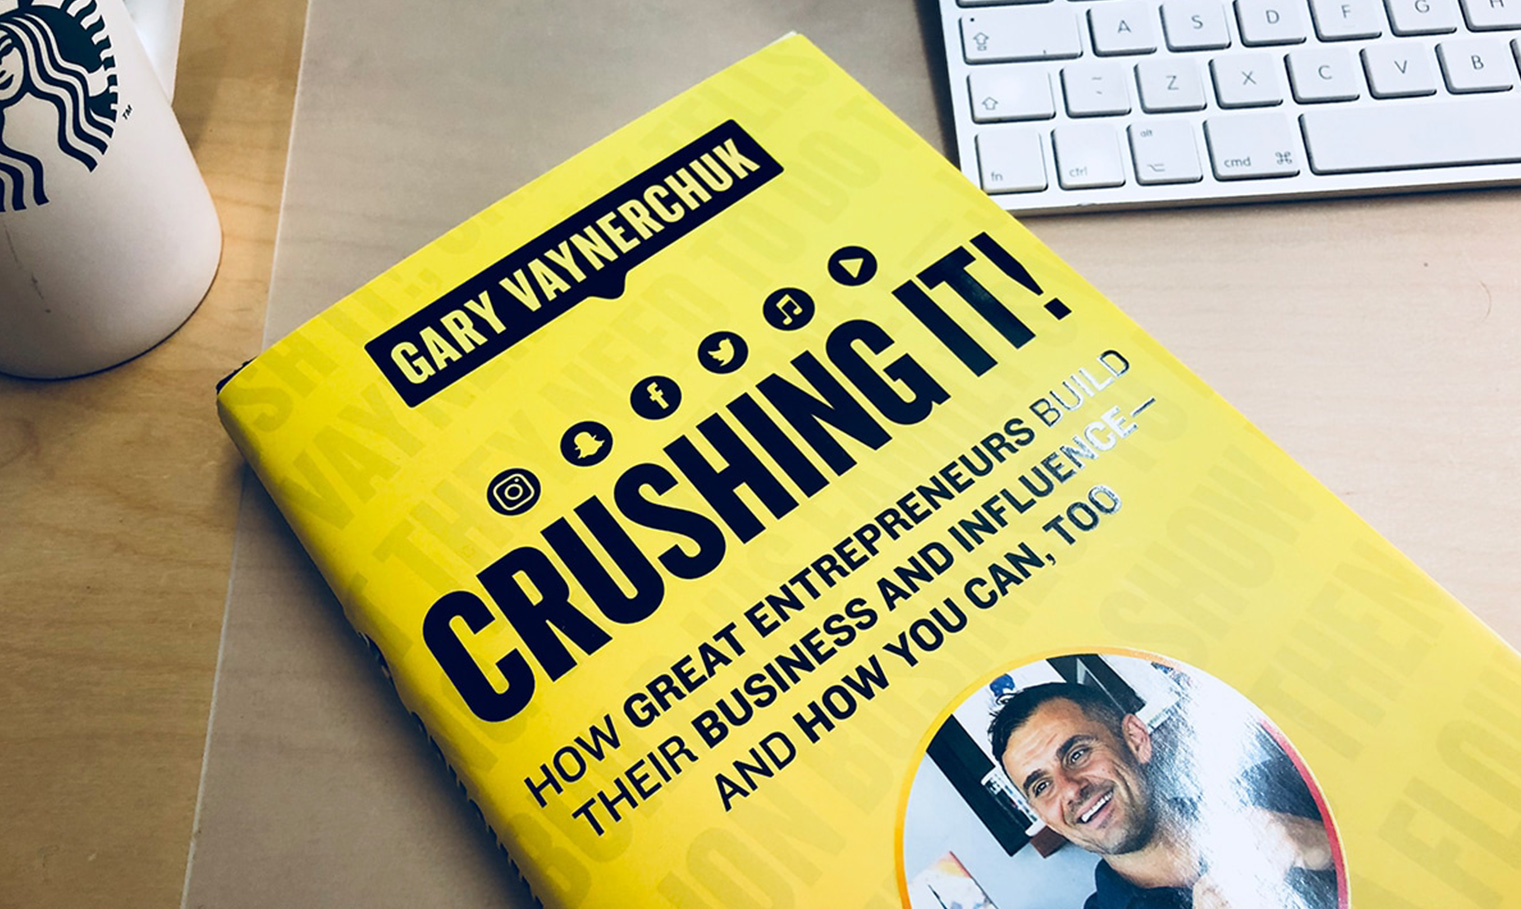 GARY VAYNERCHUK
CRUSHING IT!
HOW GREAT ENTREPRENEURS BUILD
THEIR BUSINESS AND INFLUENCE—
AND HOW YOU CAN, TOO
A S D F G H
Z X C V B
fn ctrl alt cmd ⌘
TM